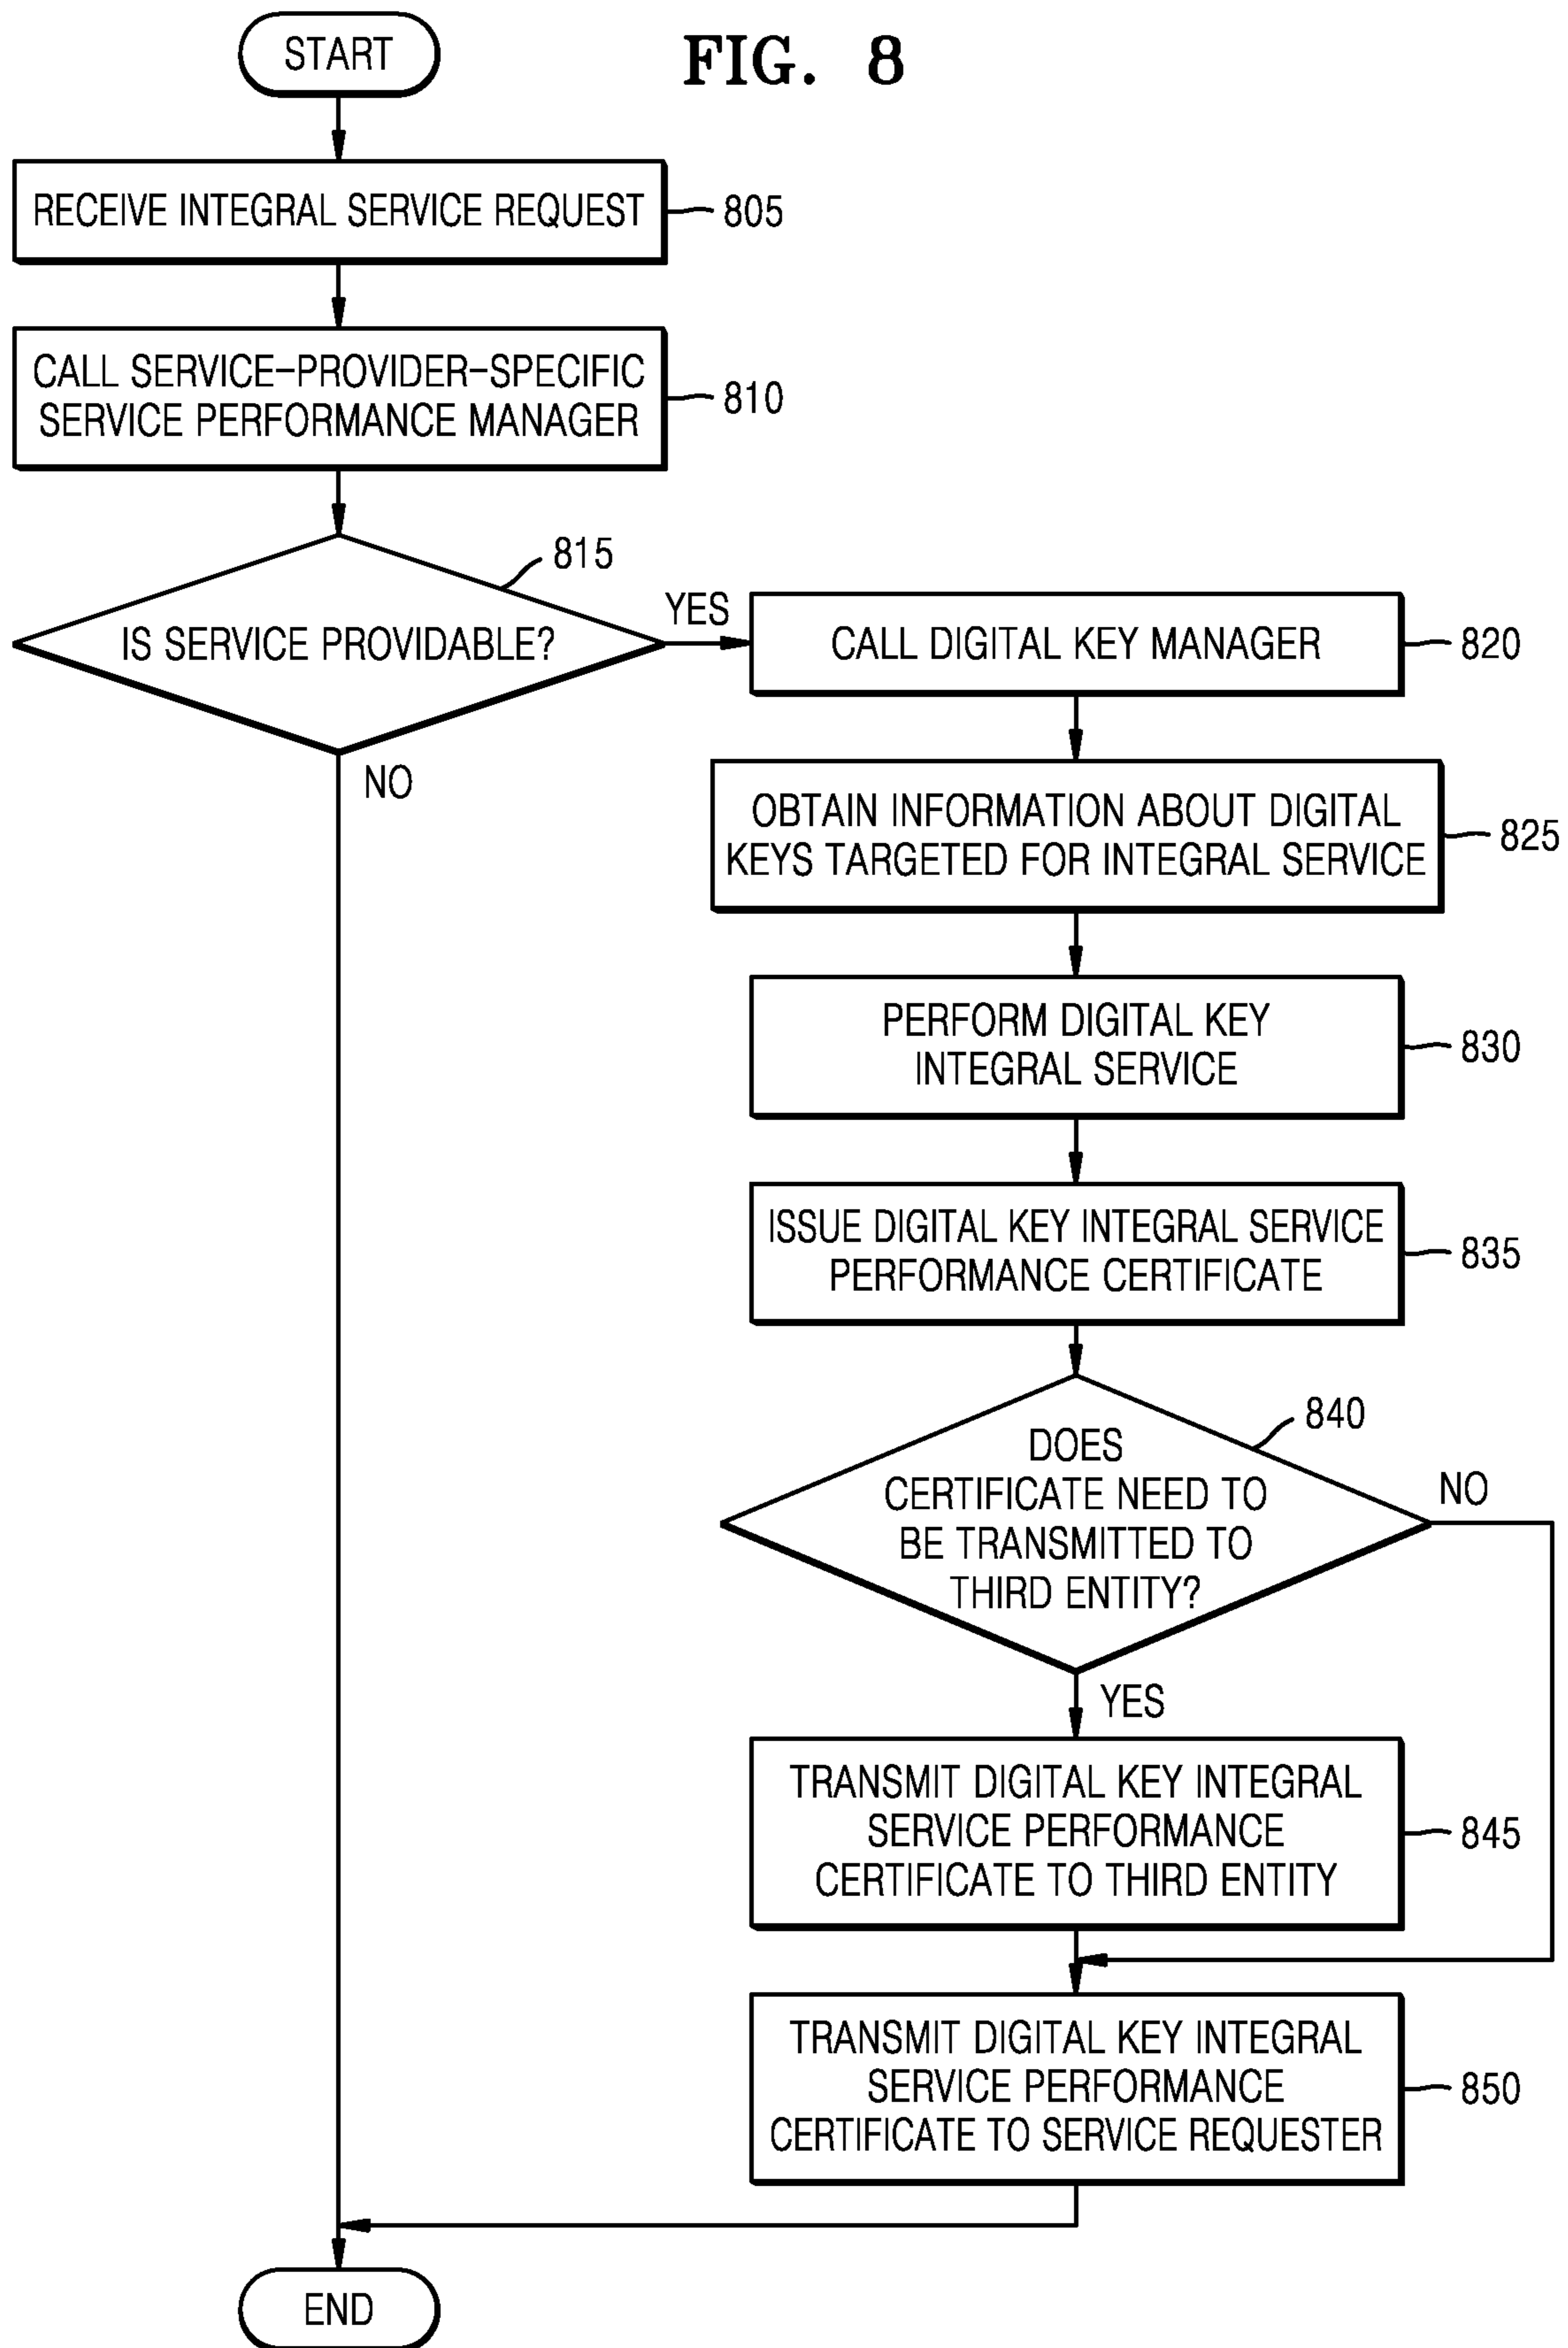 START
FIG. 8
RECEIVE INTEGRAL SERVICE REQUEST
805
CALL SERVICE-PROVIDER-SPECIFIC
SERVICE PERFORMANCE MANAGER
810
815
IS SERVICE PROVIDABLE?
YES
NO
CALL DIGITAL KEY MANAGER
820
OBTAIN INFORMATION ABOUT DIGITAL
KEYS TARGETED FOR INTEGRAL SERVICE
825
PERFORM DIGITAL KEY
INTEGRAL SERVICE
830
ISSUE DIGITAL KEY INTEGRAL SERVICE
PERFORMANCE CERTIFICATE
835
840
DOES
CERTIFICATE NEED TO
BE TRANSMITTED TO
THIRD ENTITY?
NO
YES
TRANSMIT DIGITAL KEY INTEGRAL
SERVICE PERFORMANCE
CERTIFICATE TO THIRD ENTITY
845
TRANSMIT DIGITAL KEY INTEGRAL
SERVICE PERFORMANCE
CERTIFICATE TO SERVICE REQUESTER
850
END